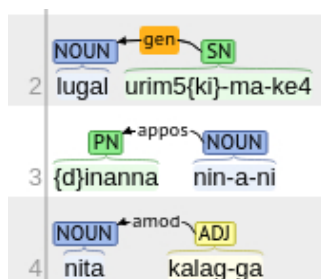 NOUN gen SN
2 lugal urim5{ki}-ma-ke4
PN appos NOUN
3 {d}inanna nin-a-ni
NOUN amod ADJ
4 nita kalag-ga